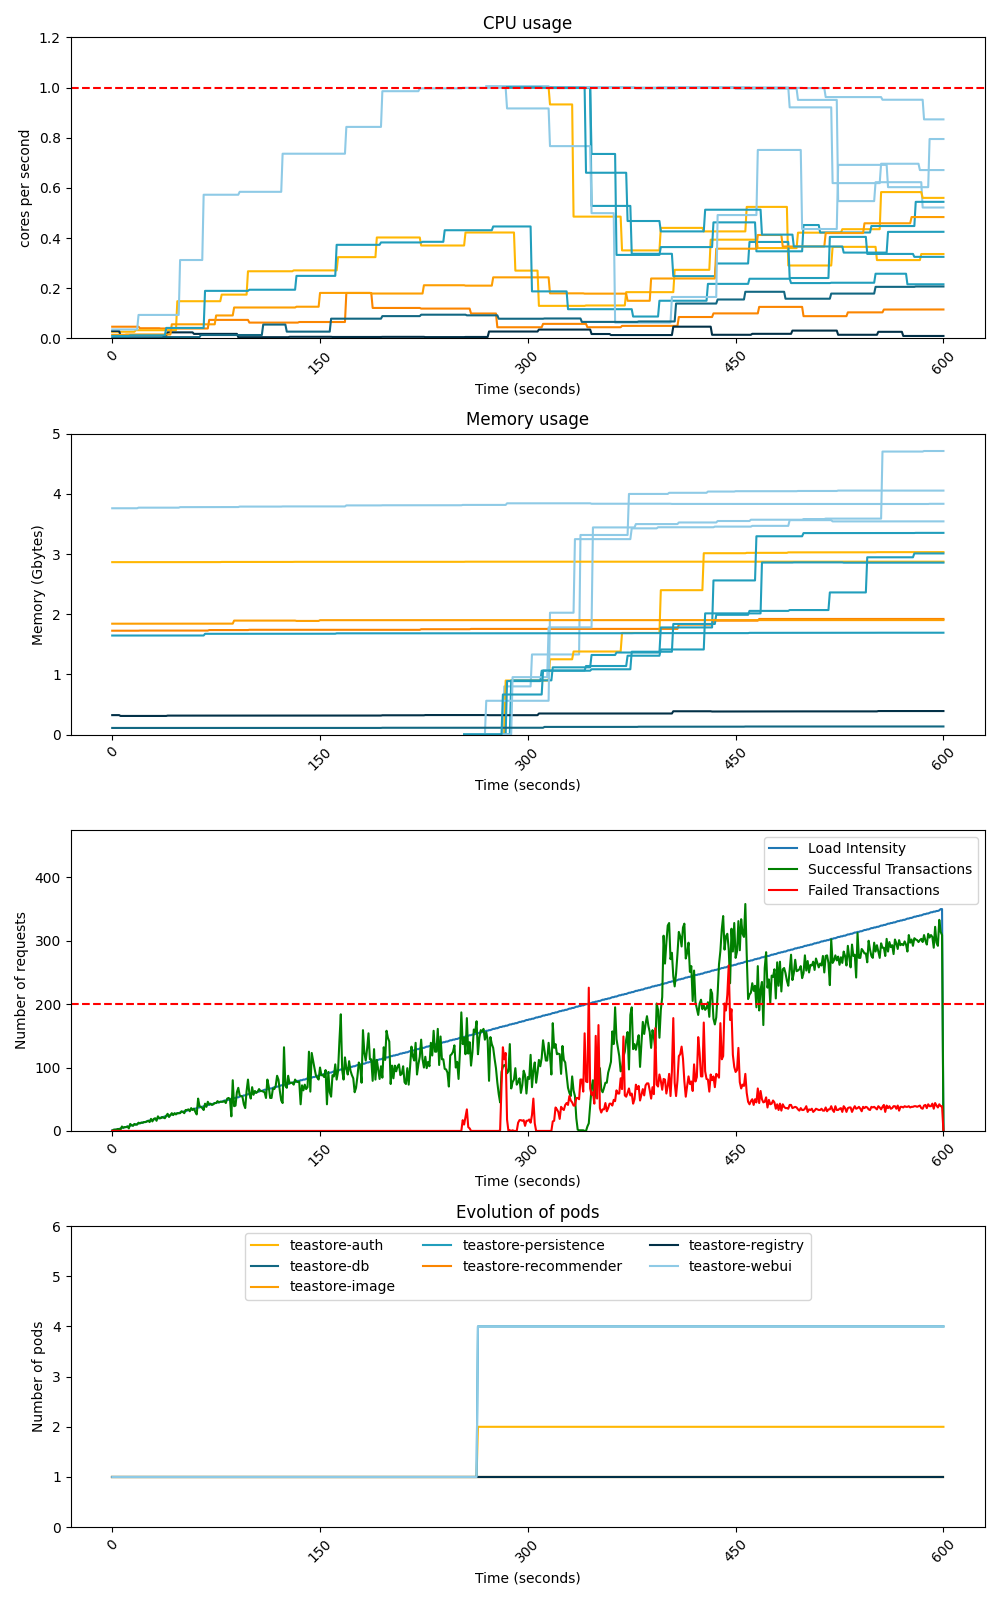 CPU usage
1.2
1.0
0.8
0.6
0.4
0.2
0.0
cores per second
0 150 300 450 600
Time (seconds)
Memory usage
5
4
3
2
1
0
Memory (Gbytes)
0 150 300 450 600
Time (seconds)
Load Intensity
Successful Transactions
Failed Transactions
400
300
200
100
0
Number of requests
0 150 300 450 600
Time (seconds)
Evolution of pods
teastore-auth teastore-persistence teastore-registry
teastore-db teastore-recommender teastore-webui
teastore-image
6
5
4
3
2
1
0
Number of pods
0 150 300 450 600
Time (seconds)